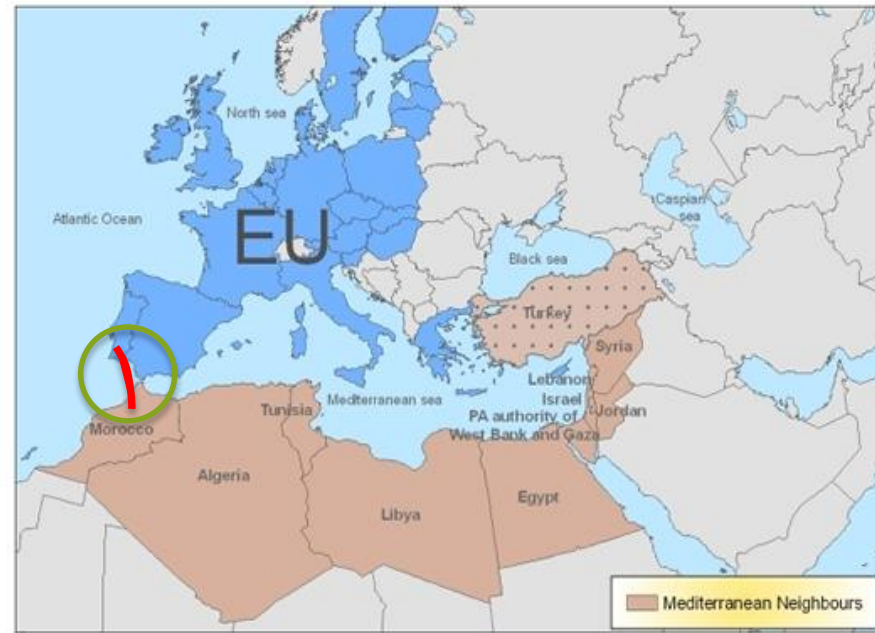 North sea
Atlantic Ocean
EU
Caspian
sea
Black sea
Turkey
Syria
Lebanon
Israel
Mediterranean sea
Tunisia
PA authority of
Jordan
West Bank and Gaza
Morocco
Algeria
Libya
Egypt
Mediterranean Neighbours